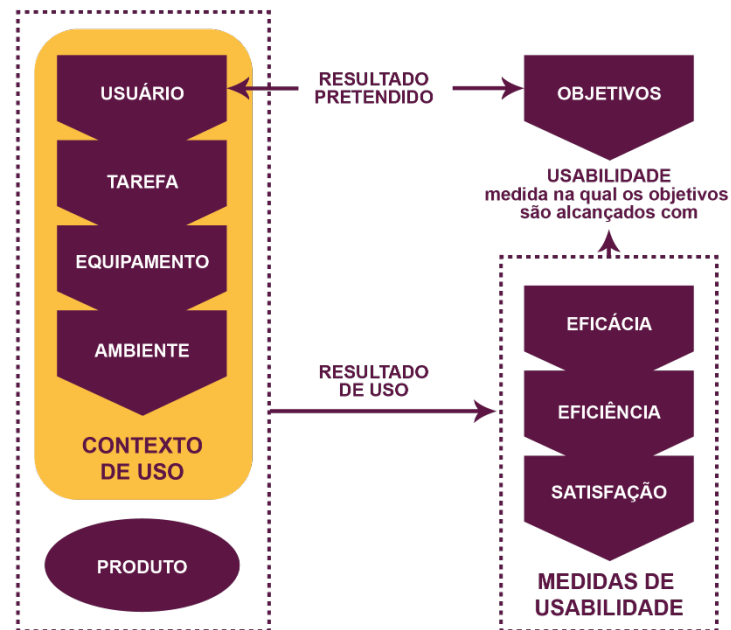 USUÁRIO
TAREFA
EQUIPAMENTO
AMBIENTE
CONTEXTO
DE USO
PRODUTO
RESULTADO
PRETENDIDO
RESULTADO
DE USO
OBJETIVOS
USABILIDADE
medida na qual os objetivos
são alcançados com
EFICÁCIA
EFICIÊNCIA
SATISFAÇÃO
MEDIDAS DE
USABILIDADE